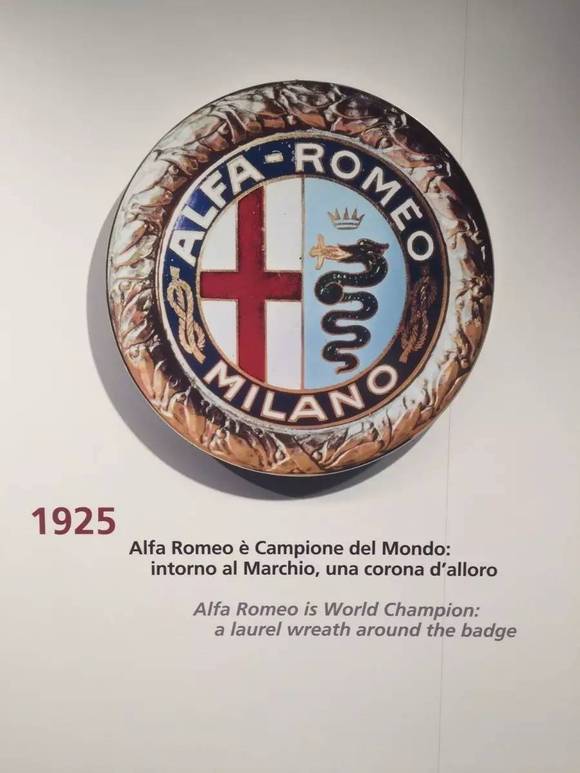 ALFA-ROMEO
MILANO
1925
Alfa Romeo è Campione del Mondo:
intorno al Marchio, una corona d'alloro
Alfa Romeo is World Champion:
a laurel wreath around the badge